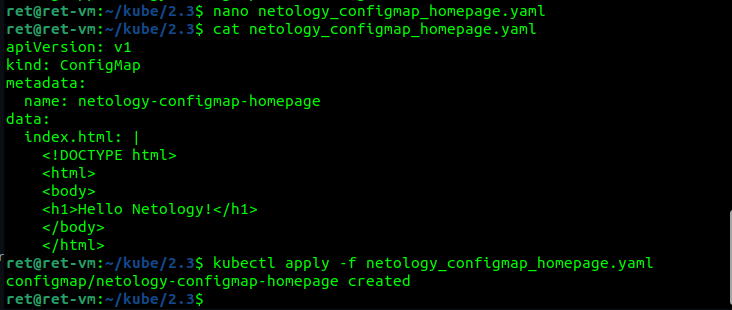 ret@ret-vm:~/kube/2.3$ nano netology_configmap_homepage.yaml
ret@ret-vm:~/kube/2.3$ cat netology_configmap_homepage.yaml
apiVersion: v1
kind: ConfigMap
metadata:
  name: netology-configmap-homepage
data:
  index.html: |
    <!DOCTYPE html>
    <html>
    <body>
    <h1>Hello Netology!</h1>
    </body>
    </html>
ret@ret-vm:~/kube/2.3$ kubectl apply -f netology_configmap_homepage.yaml
configmap/netology-configmap-homepage created
ret@ret-vm:~/kube/2.3$